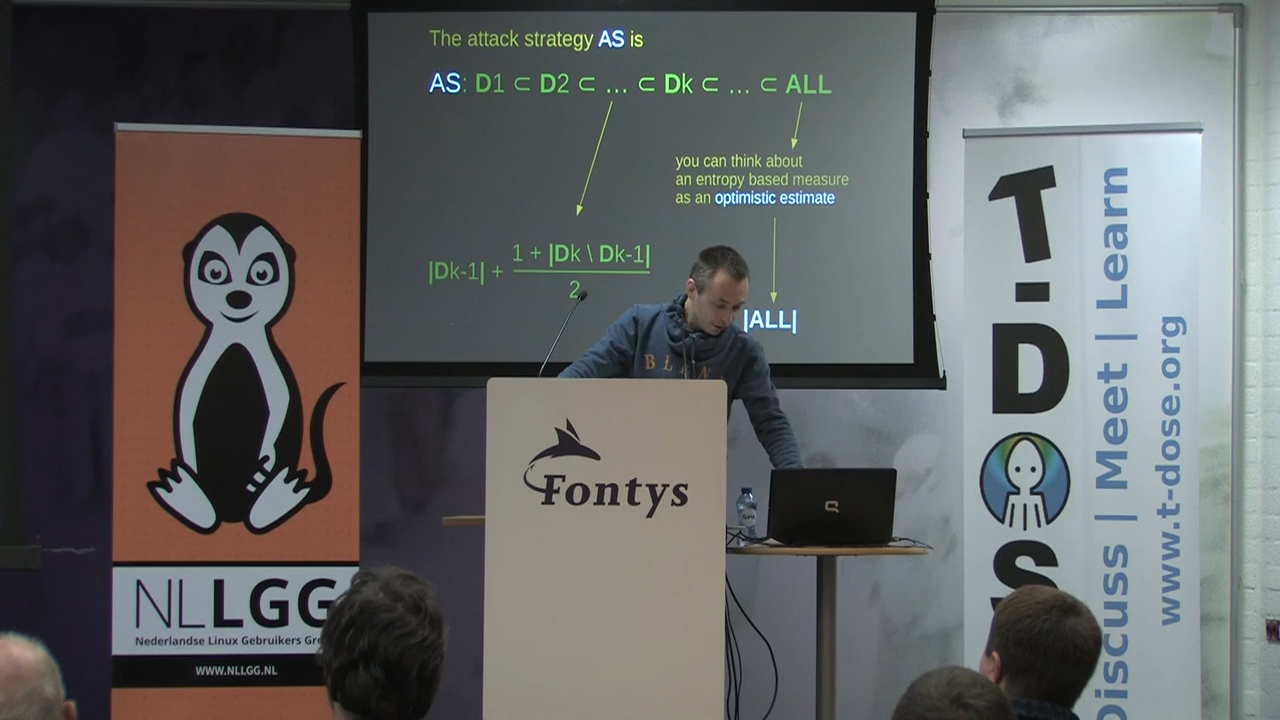 The attack strategy AS is
AS: D1 ⊂ D2 ⊂ ... ⊂ Dk ⊂ ... ⊂ ALL
you can think about
an entropy based measure
as an optimistic estimate
|Dk-1| + 1 + |Dk \ Dk-1|
2
|ALL|
Fontys
NLLGG
Nederlandse Linux Gebruikers
WWW.NLLGG.NL
T-DOS
Discuss | Meet | Learn
www.t-dose.org